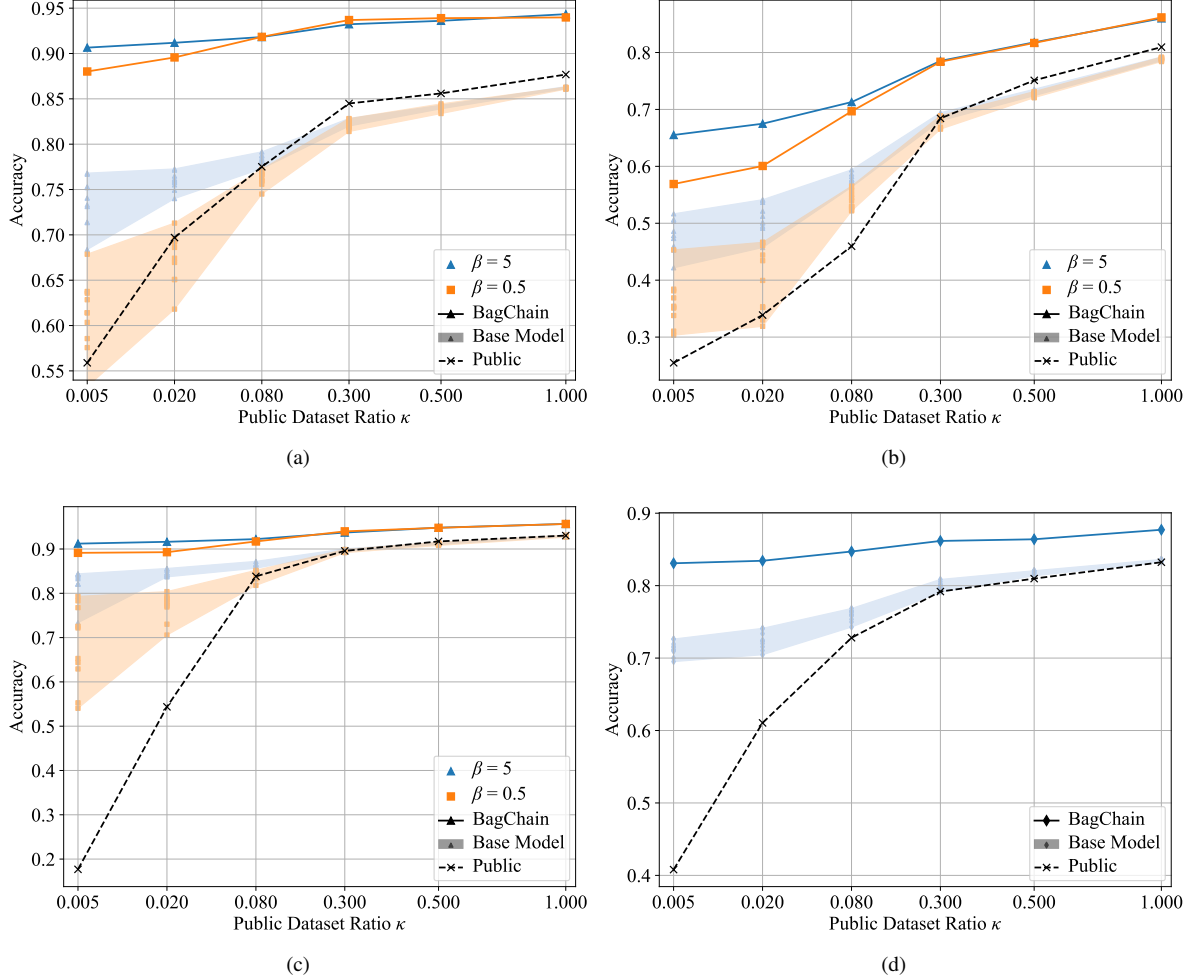 0.95
0.90
0.85
0.80
0.75
0.70
0.65
0.60
0.55
Accuracy
0.005 0.020 0.080 0.300 0.500 1.000
Public Dataset Ratio κ
β = 5
β = 0.5
BagChain
Base Model
Public
(a)
0.8
0.7
0.6
0.5
0.4
0.3
Accuracy
0.005 0.020 0.080 0.300 0.500 1.000
Public Dataset Ratio κ
β = 5
β = 0.5
BagChain
Base Model
Public
(b)
0.9
0.8
0.7
0.6
0.5
0.4
0.3
0.2
Accuracy
0.005 0.020 0.080 0.300 0.500 1.000
Public Dataset Ratio κ
β = 5
β = 0.5
BagChain
Base Model
Public
(c)
0.9
0.8
0.7
0.6
0.5
0.4
Accuracy
0.005 0.020 0.080 0.300 0.500 1.000
Public Dataset Ratio κ
BagChain
Base Model
Public
(d)